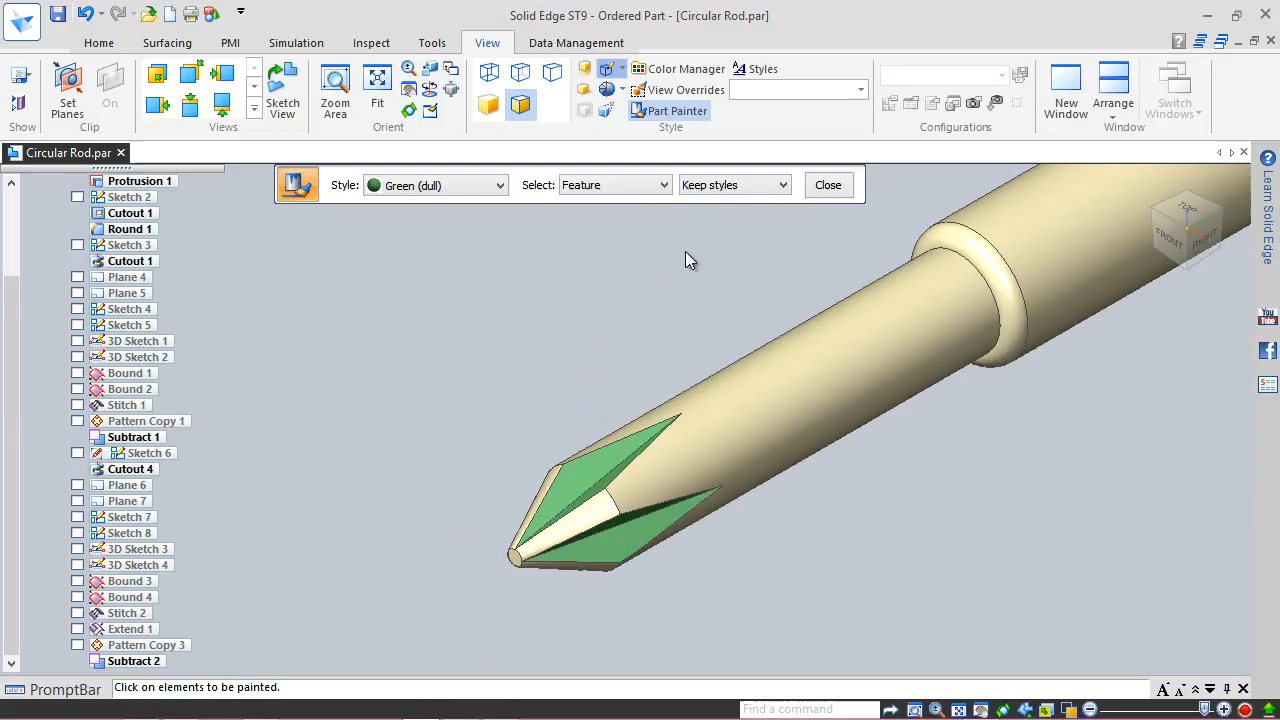 Solid Edge ST9 - Ordered Part - [Circular Rod.par]
Home
Surfacing
PMI
Simulation
Inspect
Tools
View
Data Management
Set Planes
On
Sketch View
Zoom Area
Fit
Color Manager
Styles
View Overrides
Part Painter
New Window
Arrange
Switch Windows
Show
Clip
Views
Orient
Style
Configurations
Window
Circular Rod.par
Style:
Green (dull)
Select:
Feature
Keep styles
Close
Protrusion 1
Sketch 2
Cutout 1
Round 1
Sketch 3
Cutout 1
Plane 4
Plane 5
Sketch 4
Sketch 5
3D Sketch 1
3D Sketch 2
Bound 1
Bound 2
Stitch 1
Pattern Copy 1
Subtract 1
Sketch 6
Cutout 4
Plane 6
Plane 7
Sketch 7
Sketch 8
3D Sketch 3
3D Sketch 4
Bound 3
Bound 4
Stitch 2
Extend 1
Pattern Copy 3
Subtract 2
TOP
FRONT
RIGHT
Learn Solid Edge
You Tube
PromptBar
Click on elements to be painted.
Find a command